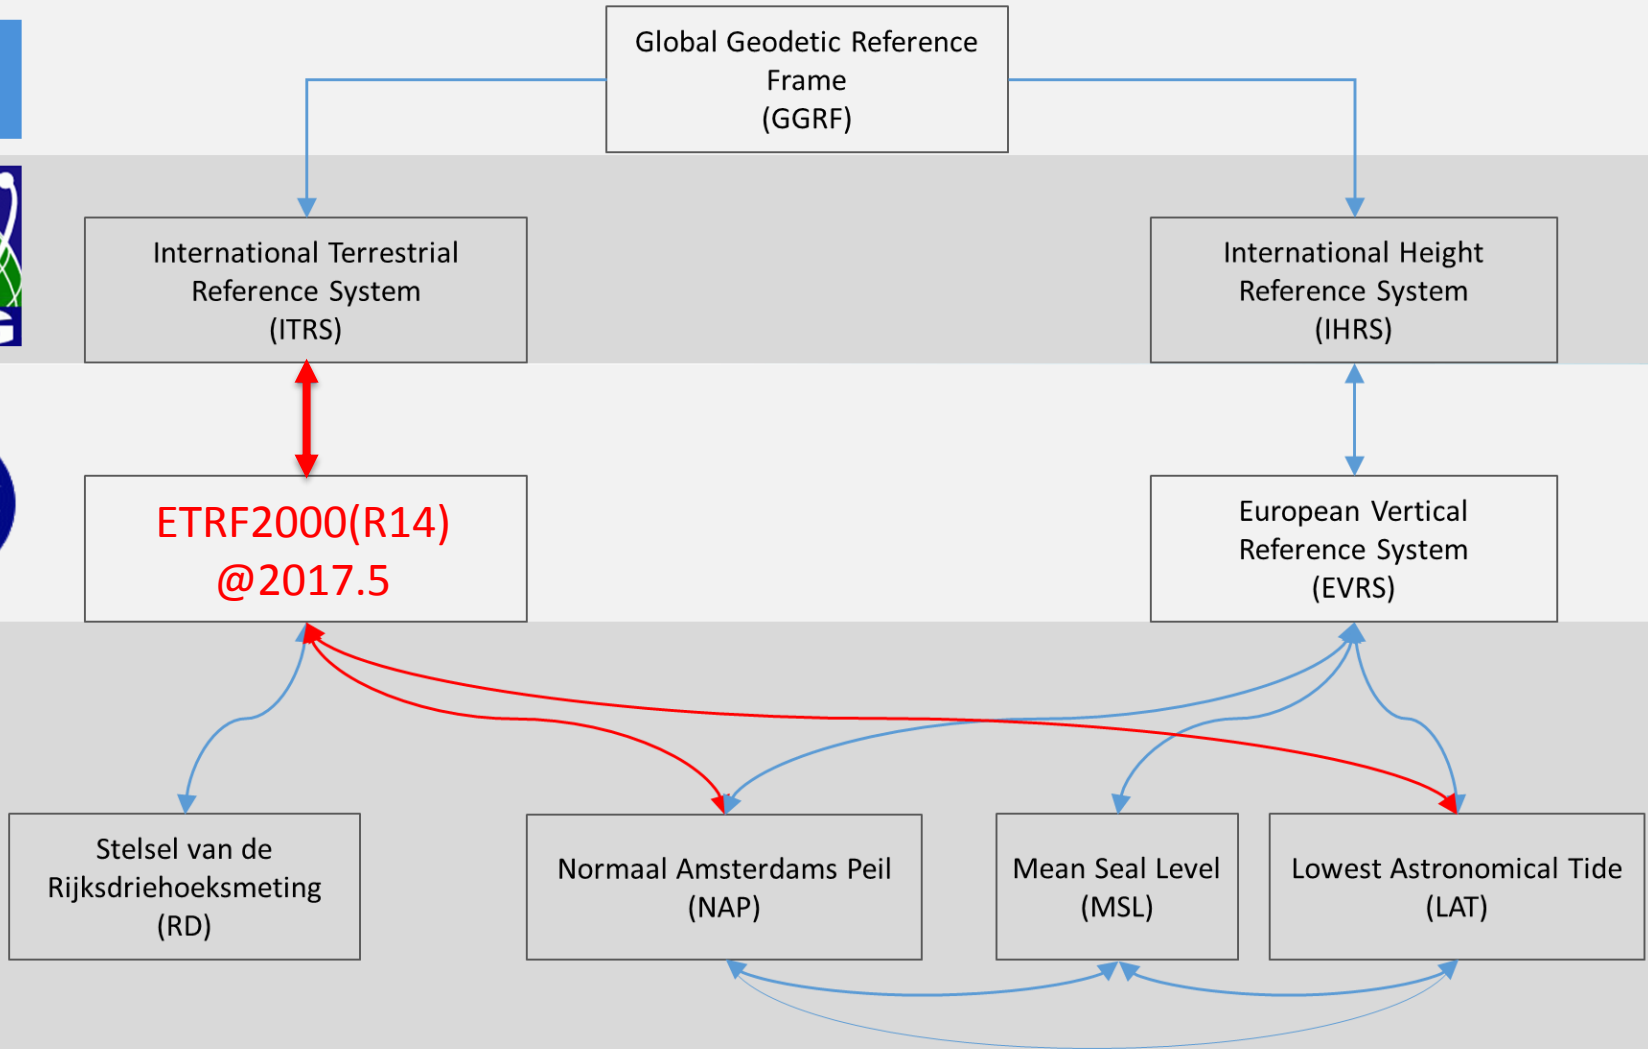 Global Geodetic Reference
Frame
(GGRF)
International Terrestrial
Reference System
(ITRS)
International Height
Reference System
(IHRS)
ETRF2000(R14)
@2017.5
European Vertical
Reference System
(EVRS)
Stelsel van de
Rijksdriehoeksmeting
(RD)
Normaal Amsterdams Peil
(NAP)
Mean Seal Level
(MSL)
Lowest Astronomical Tide
(LAT)
G